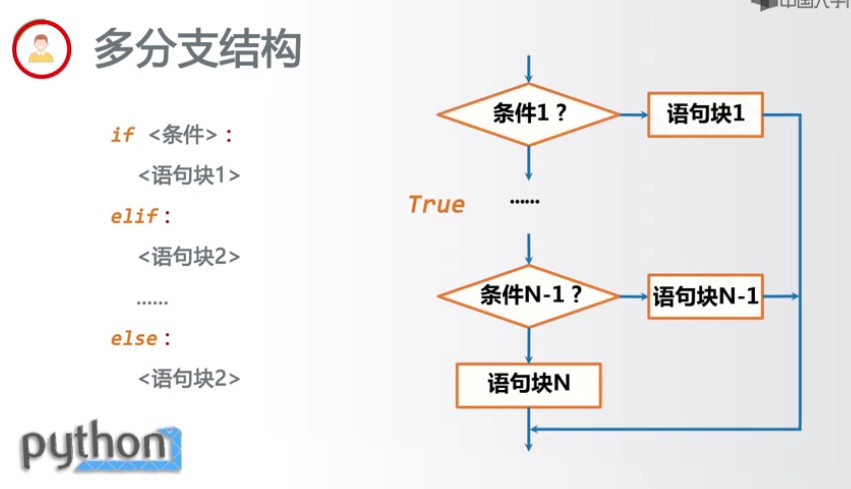 中国大学
多分支结构
if <条件>：
<语句块1>
elif：
<语句块2>
……
else：
<语句块2>
条件1？
语句块1
True
……
条件N-1？
语句块N-1
语句块N
python